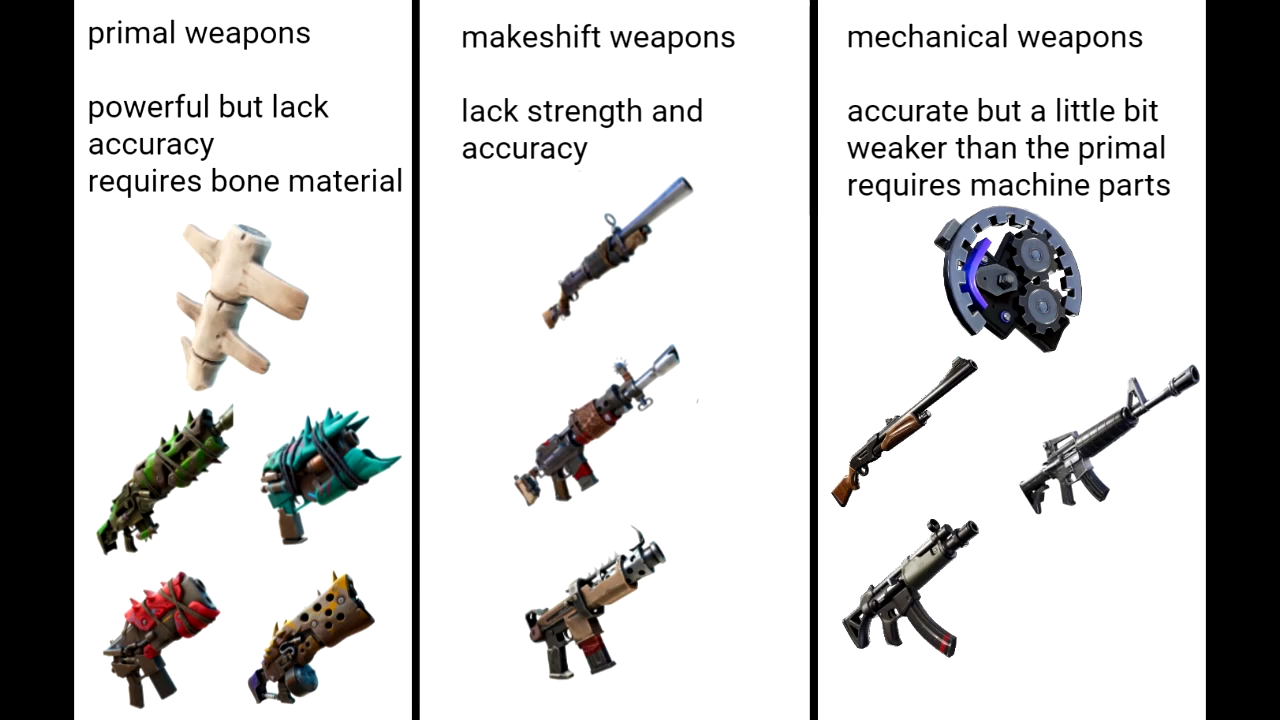 primal weapons
powerful but lack
accuracy
requires bone material
makeshift weapons
lack strength and
accuracy
mechanical weapons
accurate but a little bit
weaker than the primal
requires machine parts